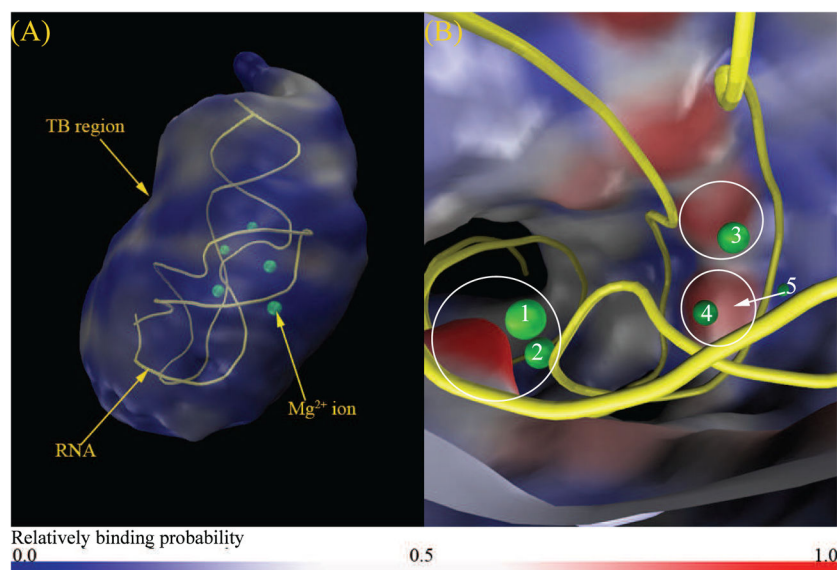 (A)
(B)
TB region
Mg²⁺ ion
RNA
1
2
3
4
5
Relatively binding probability
0.0 0.5 1.0